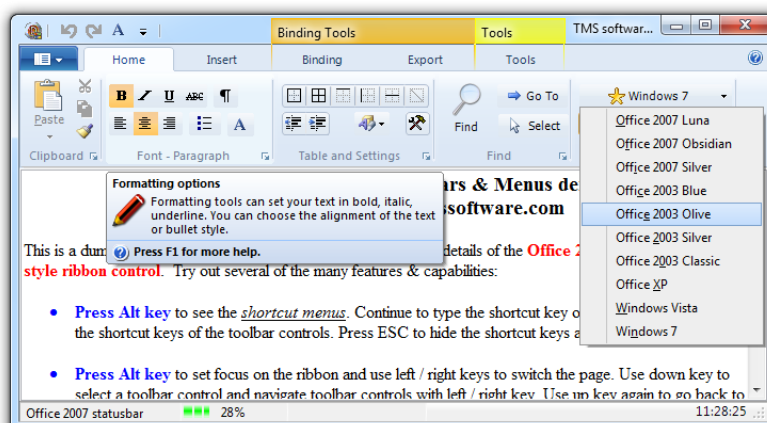 A
Binding Tools
Tools
TMS softwar...
Home
Insert
Binding
Export
Tools
Paste
B I U ABC ¶
A
Find
Go To
Select
Windows 7
Clipboard
Font - Paragraph
Table and Settings
Find
Office 2007 Luna
Office 2007 Obsidian
Office 2007 Silver
Office 2003 Blue
Office 2003 Olive
Office 2003 Silver
Office 2003 Classic
Office XP
Windows Vista
Windows 7
Formatting options
Formatting tools can set your text in bold, italic,
underline. You can choose the alignment of the text
or bullet style.
Press F1 for more help.
ars & Menus de
software.com
This is a dum details of the Office 2
style ribbon control. Try out several of the many features & capabilities:
• Press Alt key to see the shortcut menus. Continue to type the shortcut key o
the shortcut keys of the toolbar controls. Press ESC to hide the shortcut keys a
• Press Alt key to set focus on the ribbon and use left / right keys to switch the page. Use down key to
select a toolbar control and navigate toolbar controls with left / right key. Use up key again to go back to
Office 2007 statusbar
28%
11:28:25